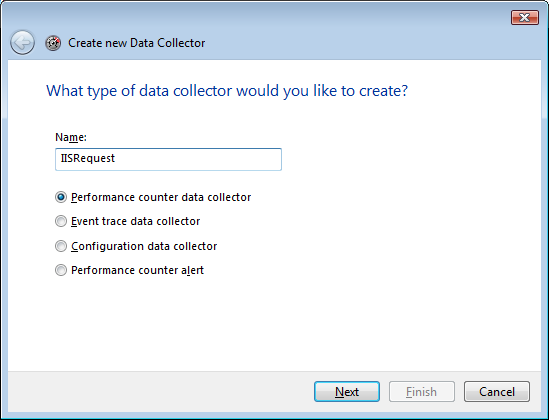 Create new Data Collector
What type of data collector would you like to create?
Name:
IISRequest
Performance counter data collector
Event trace data collector
Configuration data collector
Performance counter alert
Next
Finish
Cancel